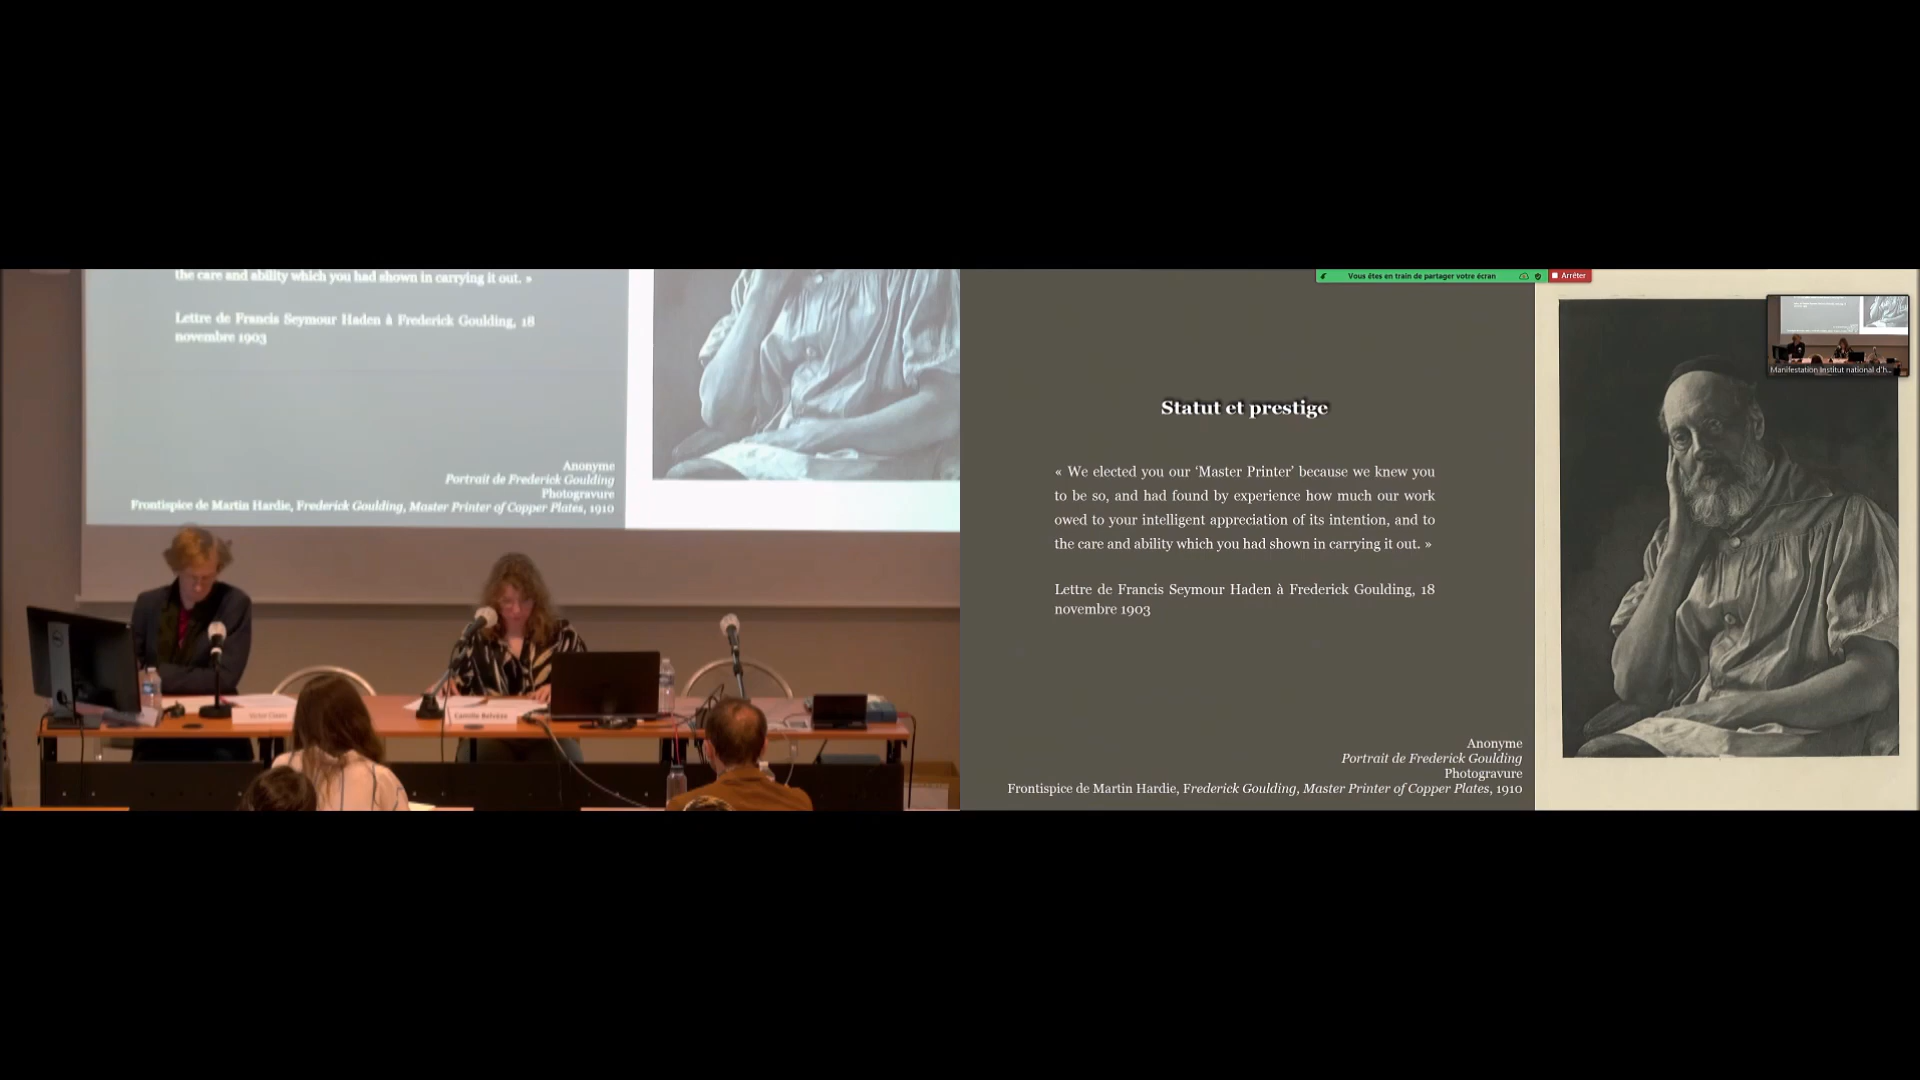 the care and ability which you had shown in carrying it out. »
Lettre de Francis Seymour Haden à Frederick Goulding, 18
novembre 1903
Anonyme
Portrait de Frederick Goulding
Photogravure
Frontispice de Martin Hardie, Frederick Goulding, Master Printer of Copper Plates, 1910
Camille Belvèze
Vous êtes en train de partager votre écran
Arrêter
Manifestation Institut national d'h...
Statut et prestige
« We elected you our ‘Master Printer’ because we knew you
to be so, and had found by experience how much our work
owed to your intelligent appreciation of its intention, and to
the care and ability which you had shown in carrying it out. »
Lettre de Francis Seymour Haden à Frederick Goulding, 18
novembre 1903
Anonyme
Portrait de Frederick Goulding
Photogravure
Frontispice de Martin Hardie, Frederick Goulding, Master Printer of Copper Plates, 1910